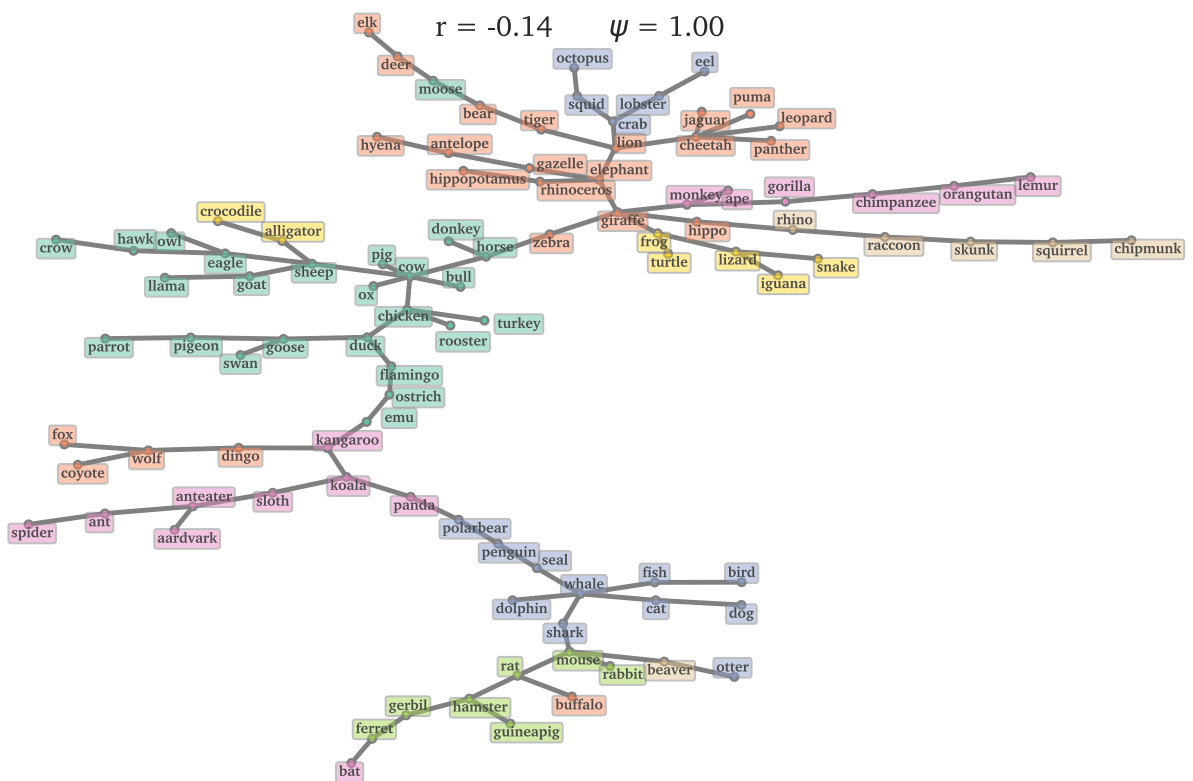 r = -0.14 ψ = 1.00
elk
deer
moose
bear
tiger
octopus
squid
eel
lobster
crab
lion
jaguar
puma
leopard
cheetah
panther
hyena
antelope
gazelle
elephant
hippopotamus
rhinoceros
monkey
ape
gorilla
chimpanzee
orangutan
lemur
giraffe
hippo
rhino
raccoon
skunk
squirrel
chipmunk
frog
turtle
lizard
snake
iguana
zebra
crocodile
alligator
donkey
horse
crow
hawk
owl
eagle
sheep
pig
cow
bull
llama
goat
ox
chicken
turkey
rooster
parrot
pigeon
swan
goose
duck
flamingo
ostrich
emu
kangaroo
fox
coyote
wolf
dingo
koala
anteater
sloth
spider
ant
aardvark
panda
polarbear
penguin
seal
whale
fish
bird
dolphin
cat
dog
shark
mouse
rabbit
beaver
otter
rat
buffalo
gerbil
hamster
guineapig
ferret
bat